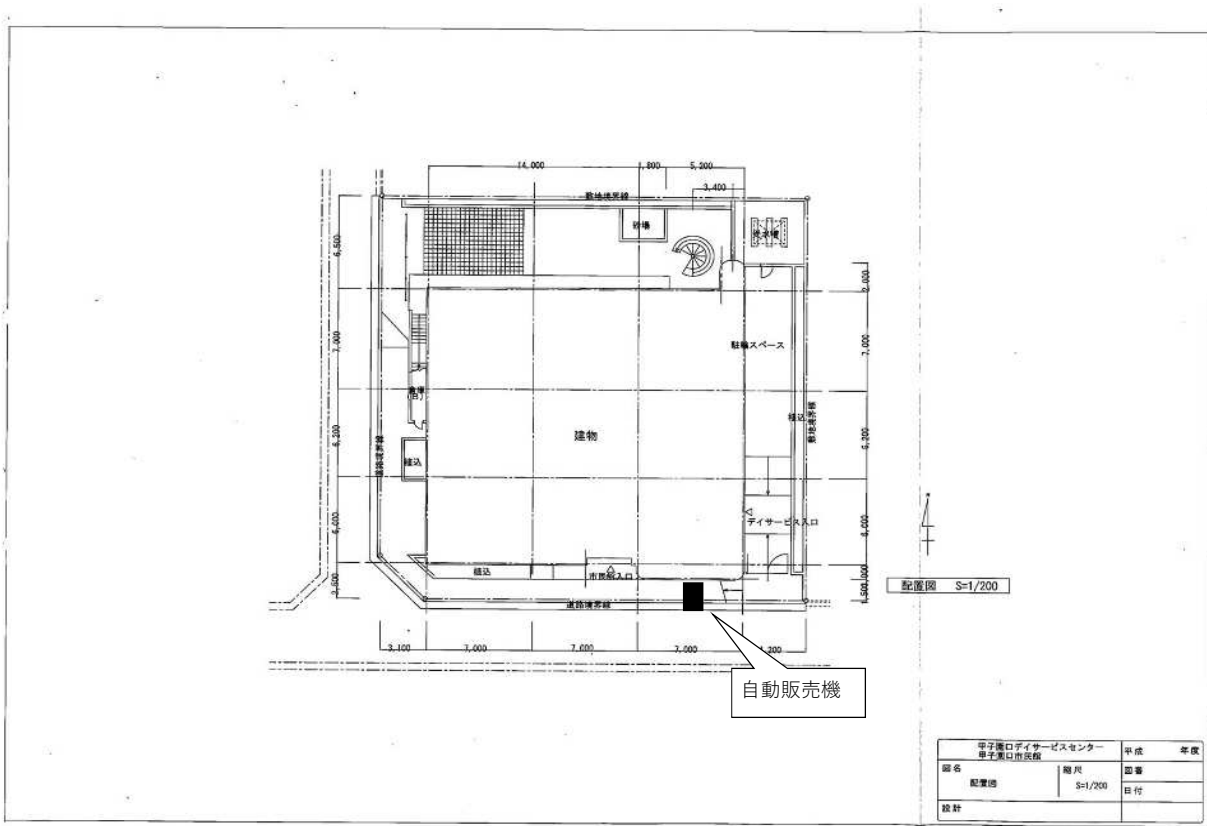 14,000
1,800
5,200
3,400
敷地境界線
砂場
受水槽
6,500
2,000
7,000
7,000
駐輪スペース
倉庫
植込
敷地境界線
建物
6,200
6,200
道路境界線
植込
デイサービス入口
6,000
6,000
植込
市民館入口
道路境界線
配置図 S=1/200
3,100
7,000
7,000
7,000
自動販売機
甲子園口デイサービスセンター
甲子園口市民館
平成 年度
図名
配置図
縮尺
S=1/200
図番
日付
設計